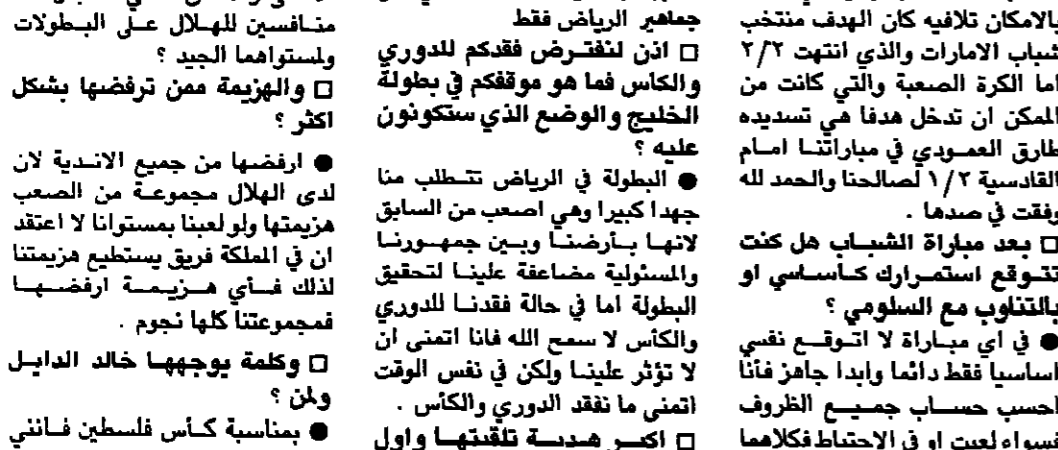 بالامكان تلافيه كان الهدف منتخب
شباب الامارات والذي انتهت ٢/٢
اما الكرة الصعبة والتي كانت من
الممكن ان تدخل هدفا هي تسديده
طارق العمودي في مباراتنا امام
القادسية ١/٢ لصالحنا والحمد لله
وفقت في صدها .
□ بعد مباراة الشباب هل كنت
تتوقع استمرارك كأساسي او
بالتناوب مع السلومي ؟
● في اي مباراة لا اتوقع نفسي
اساسيا فقط دائما وابدا جاهز فأنا
احسب حساب جميع الظروف
فسواء لعبت او في الاحتياط فكلاهما
جماهير الرياض فقط
□ اذن لنفترض فقدكم للدوري
والكاس فما هو موقفكم في بطولة
الخليج والوضع الذي ستكونون
عليه ؟
● البطولة في الرياض تتطلب منا
جهدا كبيرا وهي اصعب من السابق
لانها بأرضنا وبين جمهورنا
والمسئولية مضاعفة علينا لتحقيق
البطولة اما في حالة فقدنا للدوري
والكأس لا سمح الله فانا اتمنى ان
لا تؤثر علينا ولكن في نفس الوقت
اتمنى ما نفقد الدوري والكأس .
□ اكبر هدية تلقيتها واول
منافسين للهلال على البطولات
ولمستواهما الجيد ؟
□ والهزيمة ممن ترفضها بشكل
اكثر ؟
● ارفضها من جميع الاندية لان
لدى الهلال مجموعة من الصعب
هزيمتها ولو لعبنا بمستوانا لا اعتقد
ان في المملكة فريق يستطيع هزيمتنا
لذلك فأي هزيمة ارفضها
فمجموعتنا كلها نجوم .
□ وكلمة يوجهها خالد الدايل
ولمن ؟
● بمناسبة كأس فلسطين فانني